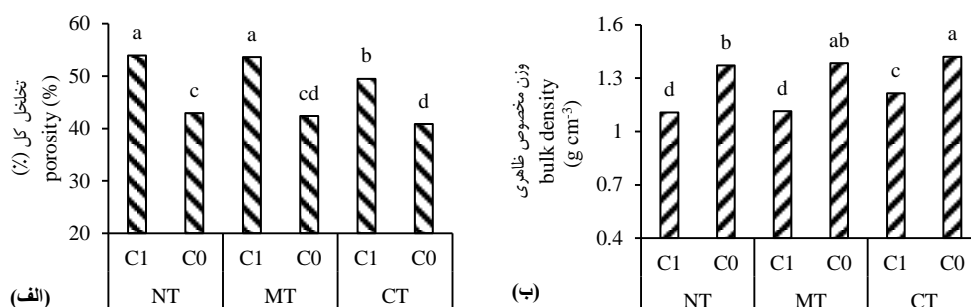 تخلخل کل (٪)
porosity (%)
60
50
40
30
20
a
c
a
cd
b
d
C1 C0 C1 C0 C1 C0
NT MT CT
(الف)
وزن مخصوص ظاهری
bulk density
(g cm-3)
1.6
1.3
1
0.7
0.4
d
b
d
ab
c
a
C1 C0 C1 C0 C1 C0
NT MT CT
(ب)